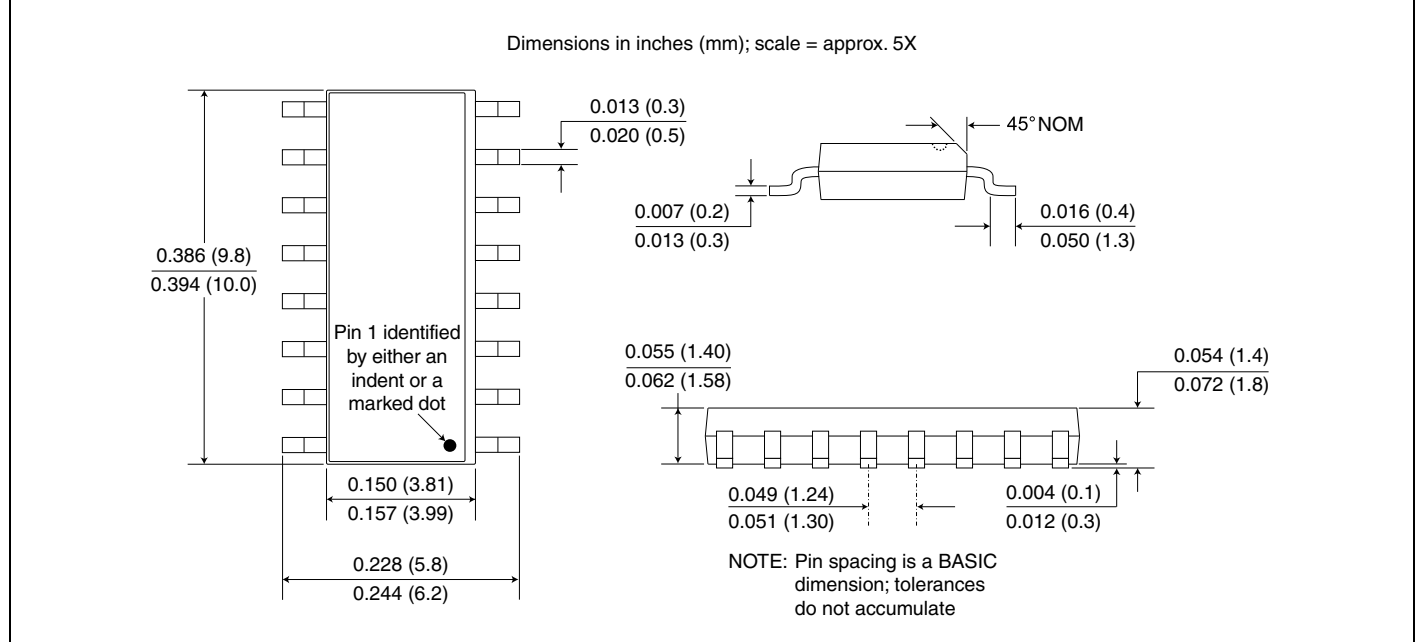 Dimensions in inches (mm); scale = approx. 5X
0.013 (0.3)
0.020 (0.5)
45°NOM
0.007 (0.2)
0.013 (0.3)
0.016 (0.4)
0.050 (1.3)
0.386 (9.8)
0.394 (10.0)
Pin 1 identified
by either an
indent or a
marked dot
0.055 (1.40)
0.062 (1.58)
0.054 (1.4)
0.072 (1.8)
0.150 (3.81)
0.157 (3.99)
0.049 (1.24)
0.051 (1.30)
0.004 (0.1)
0.012 (0.3)
0.228 (5.8)
0.244 (6.2)
NOTE: Pin spacing is a BASIC
dimension; tolerances
do not accumulate